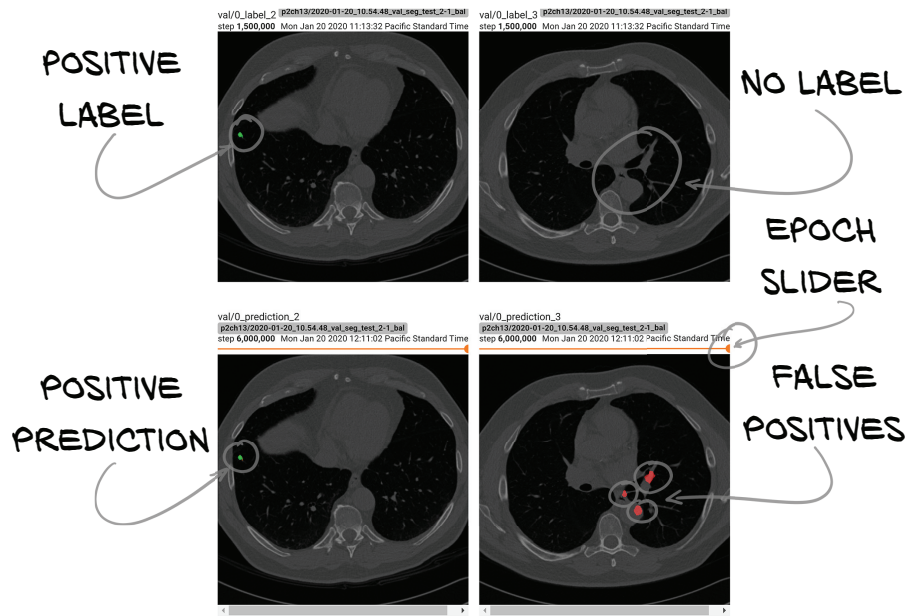 POSITIVE
LABEL
val/0_label_2 p2ch13/2020-01-20_10.54.48_val_seg_test_2-1_bal
step 1,500,000 Mon Jan 20 2020 11:13:32 Pacific Standard Time
val/0_label_3 p2ch13/2020-01-20_10.54.48_val_seg_test_2-1_bal
step 1,500,000 Mon Jan 20 2020 11:13:32 Pacific Standard Time
NO LABEL
EPOCH
SLIDER
POSITIVE
PREDICTION
val/0_prediction_2
p2ch13/2020-01-20_10.54.48_val_seg_test_2-1_bal
step 6,000,000 Mon Jan 20 2020 12:11:02 Pacific Standard Time
val/0_prediction_3
p2ch13/2020-01-20_10.54.48_val_seg_test_2-1_bal
step 6,000,000 Mon Jan 20 2020 12:11:02 Pacific Standard Time
FALSE
POSITIVES